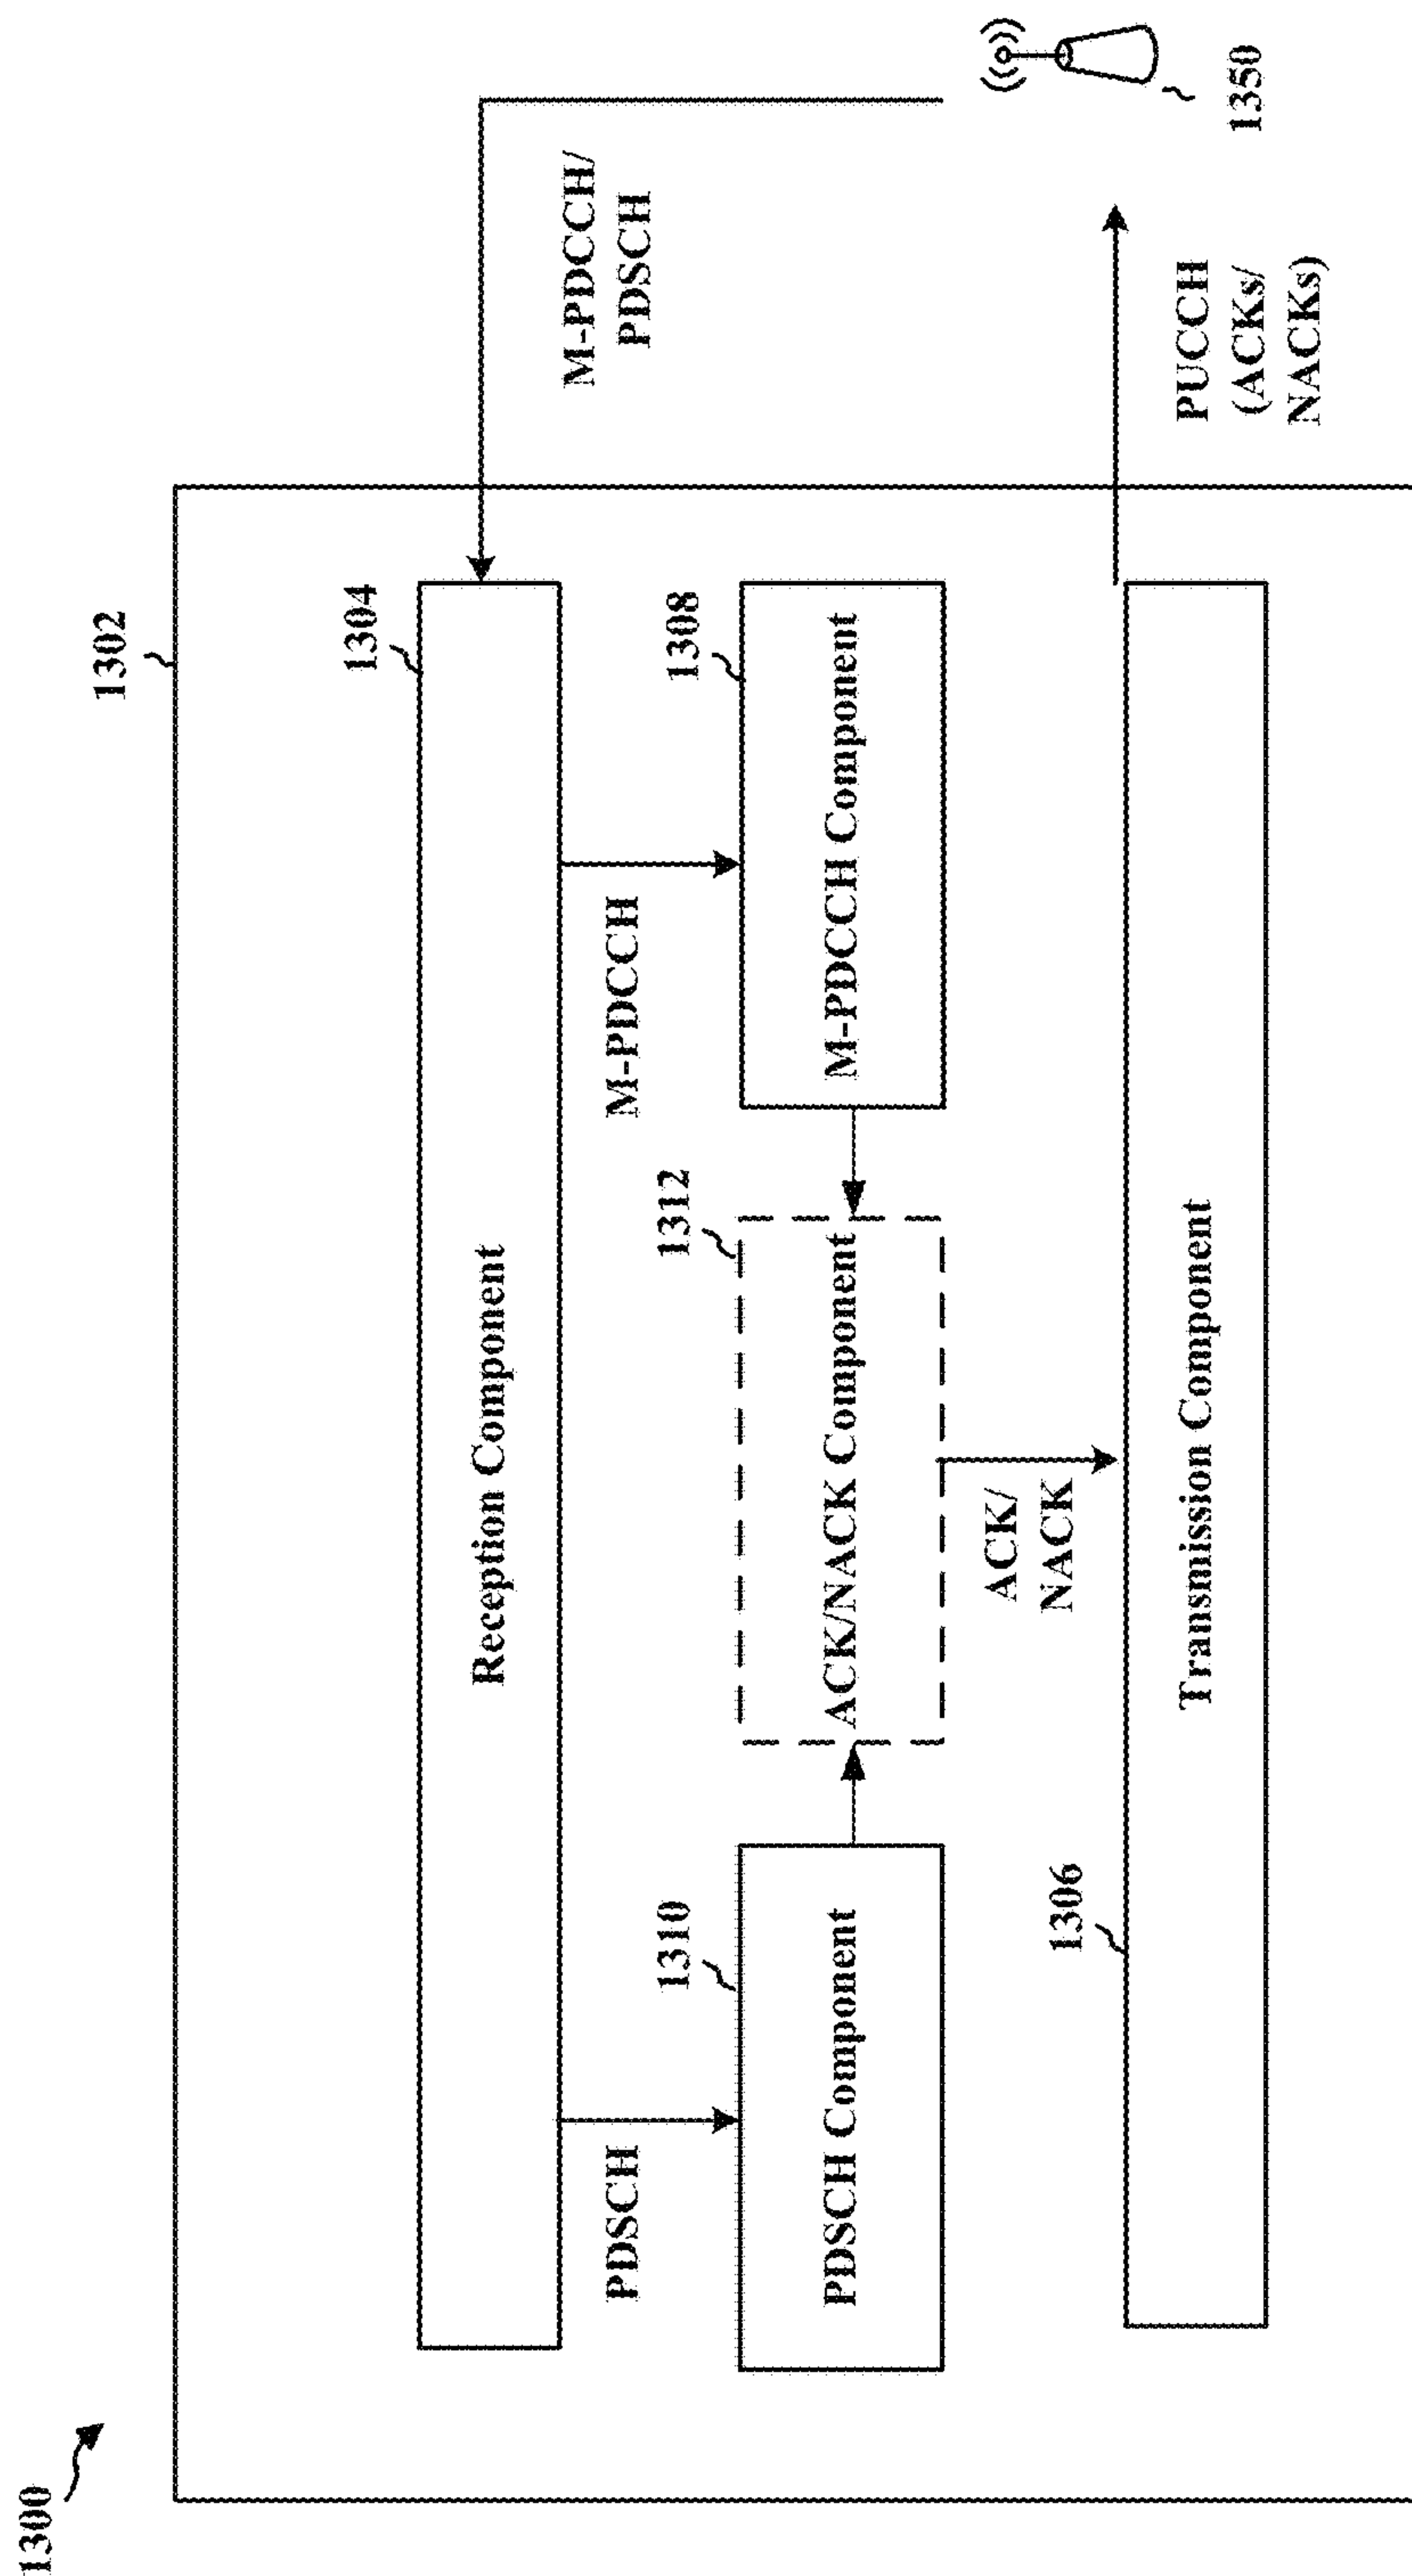 1300
1302
1304
Reception Component
M-PDCCH/
PDSCH
1350
PDSCH
M-PDCCH
1310
1312
1308
PDSCH Component
ACK/NACK Component
M-PDCCH Component
ACK/
NACK
1306
Transmission Component
PUCCH
(ACKs/
NACKs)